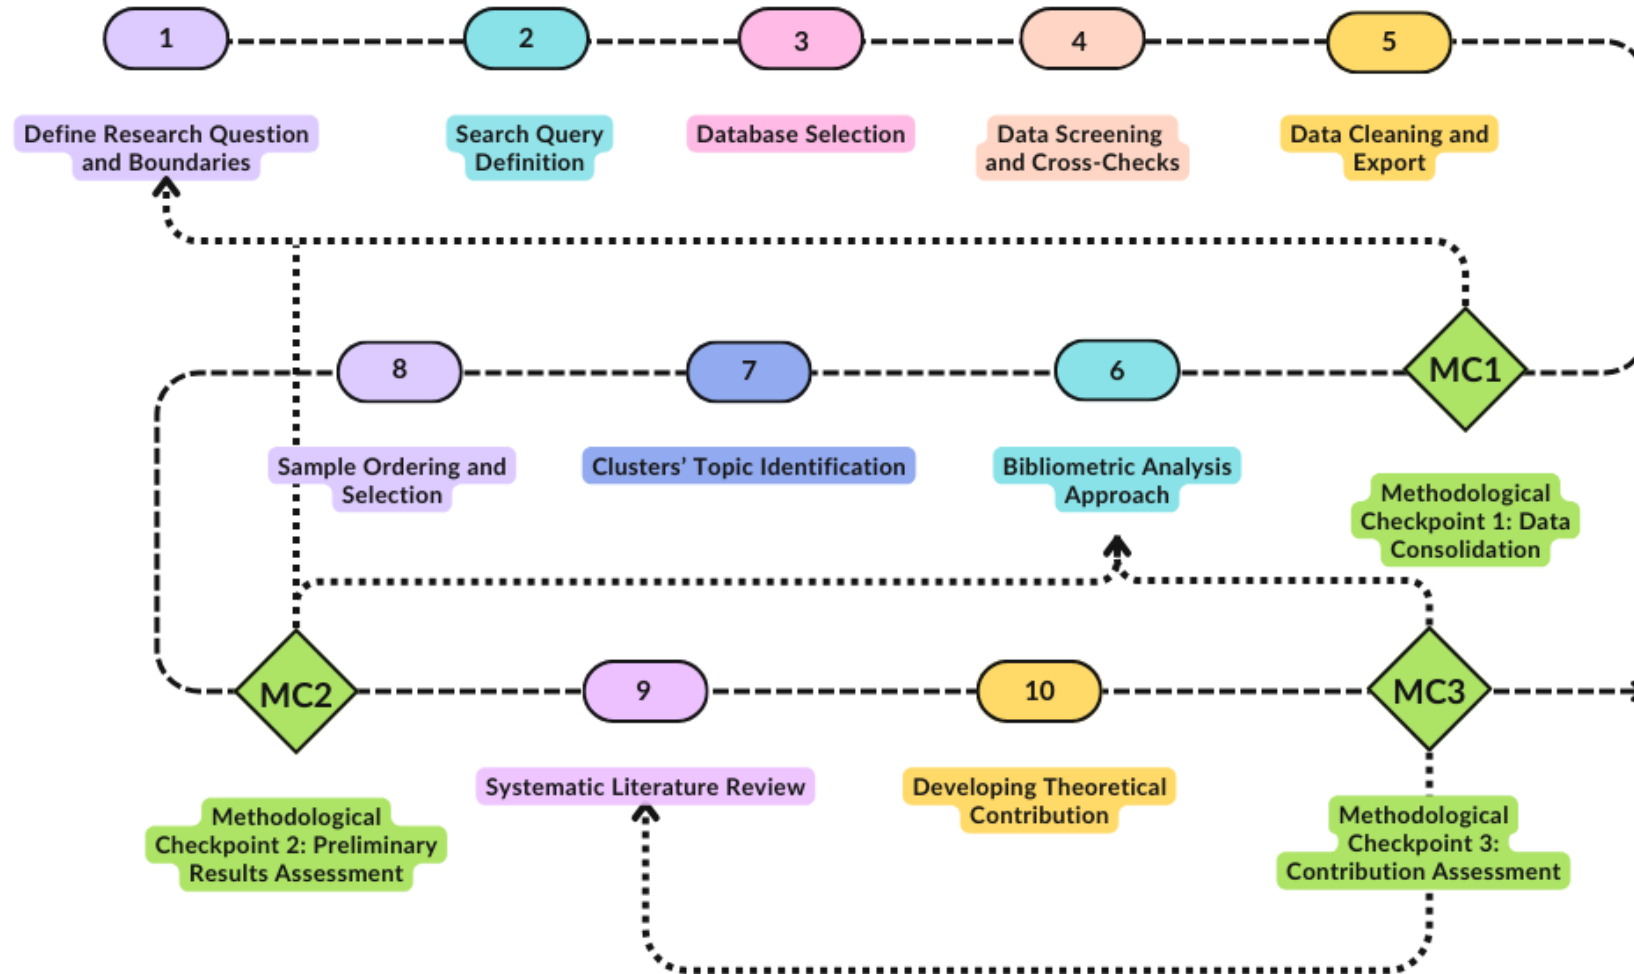 1
2
3
4
5
Define Research Question
and Boundaries
Search Query
Definition
Database Selection
Data Screening
and Cross-Checks
Data Cleaning and
Export
8
7
6
MC1
Sample Ordering and
Selection
Clusters' Topic Identification
Bibliometric Analysis
Approach
Methodological
Checkpoint 1: Data
Consolidation
MC2
9
10
MC3
Methodological
Checkpoint 2: Preliminary
Results Assessment
Systematic Literature Review
Developing Theoretical
Contribution
Methodological
Checkpoint 3:
Contribution Assessment